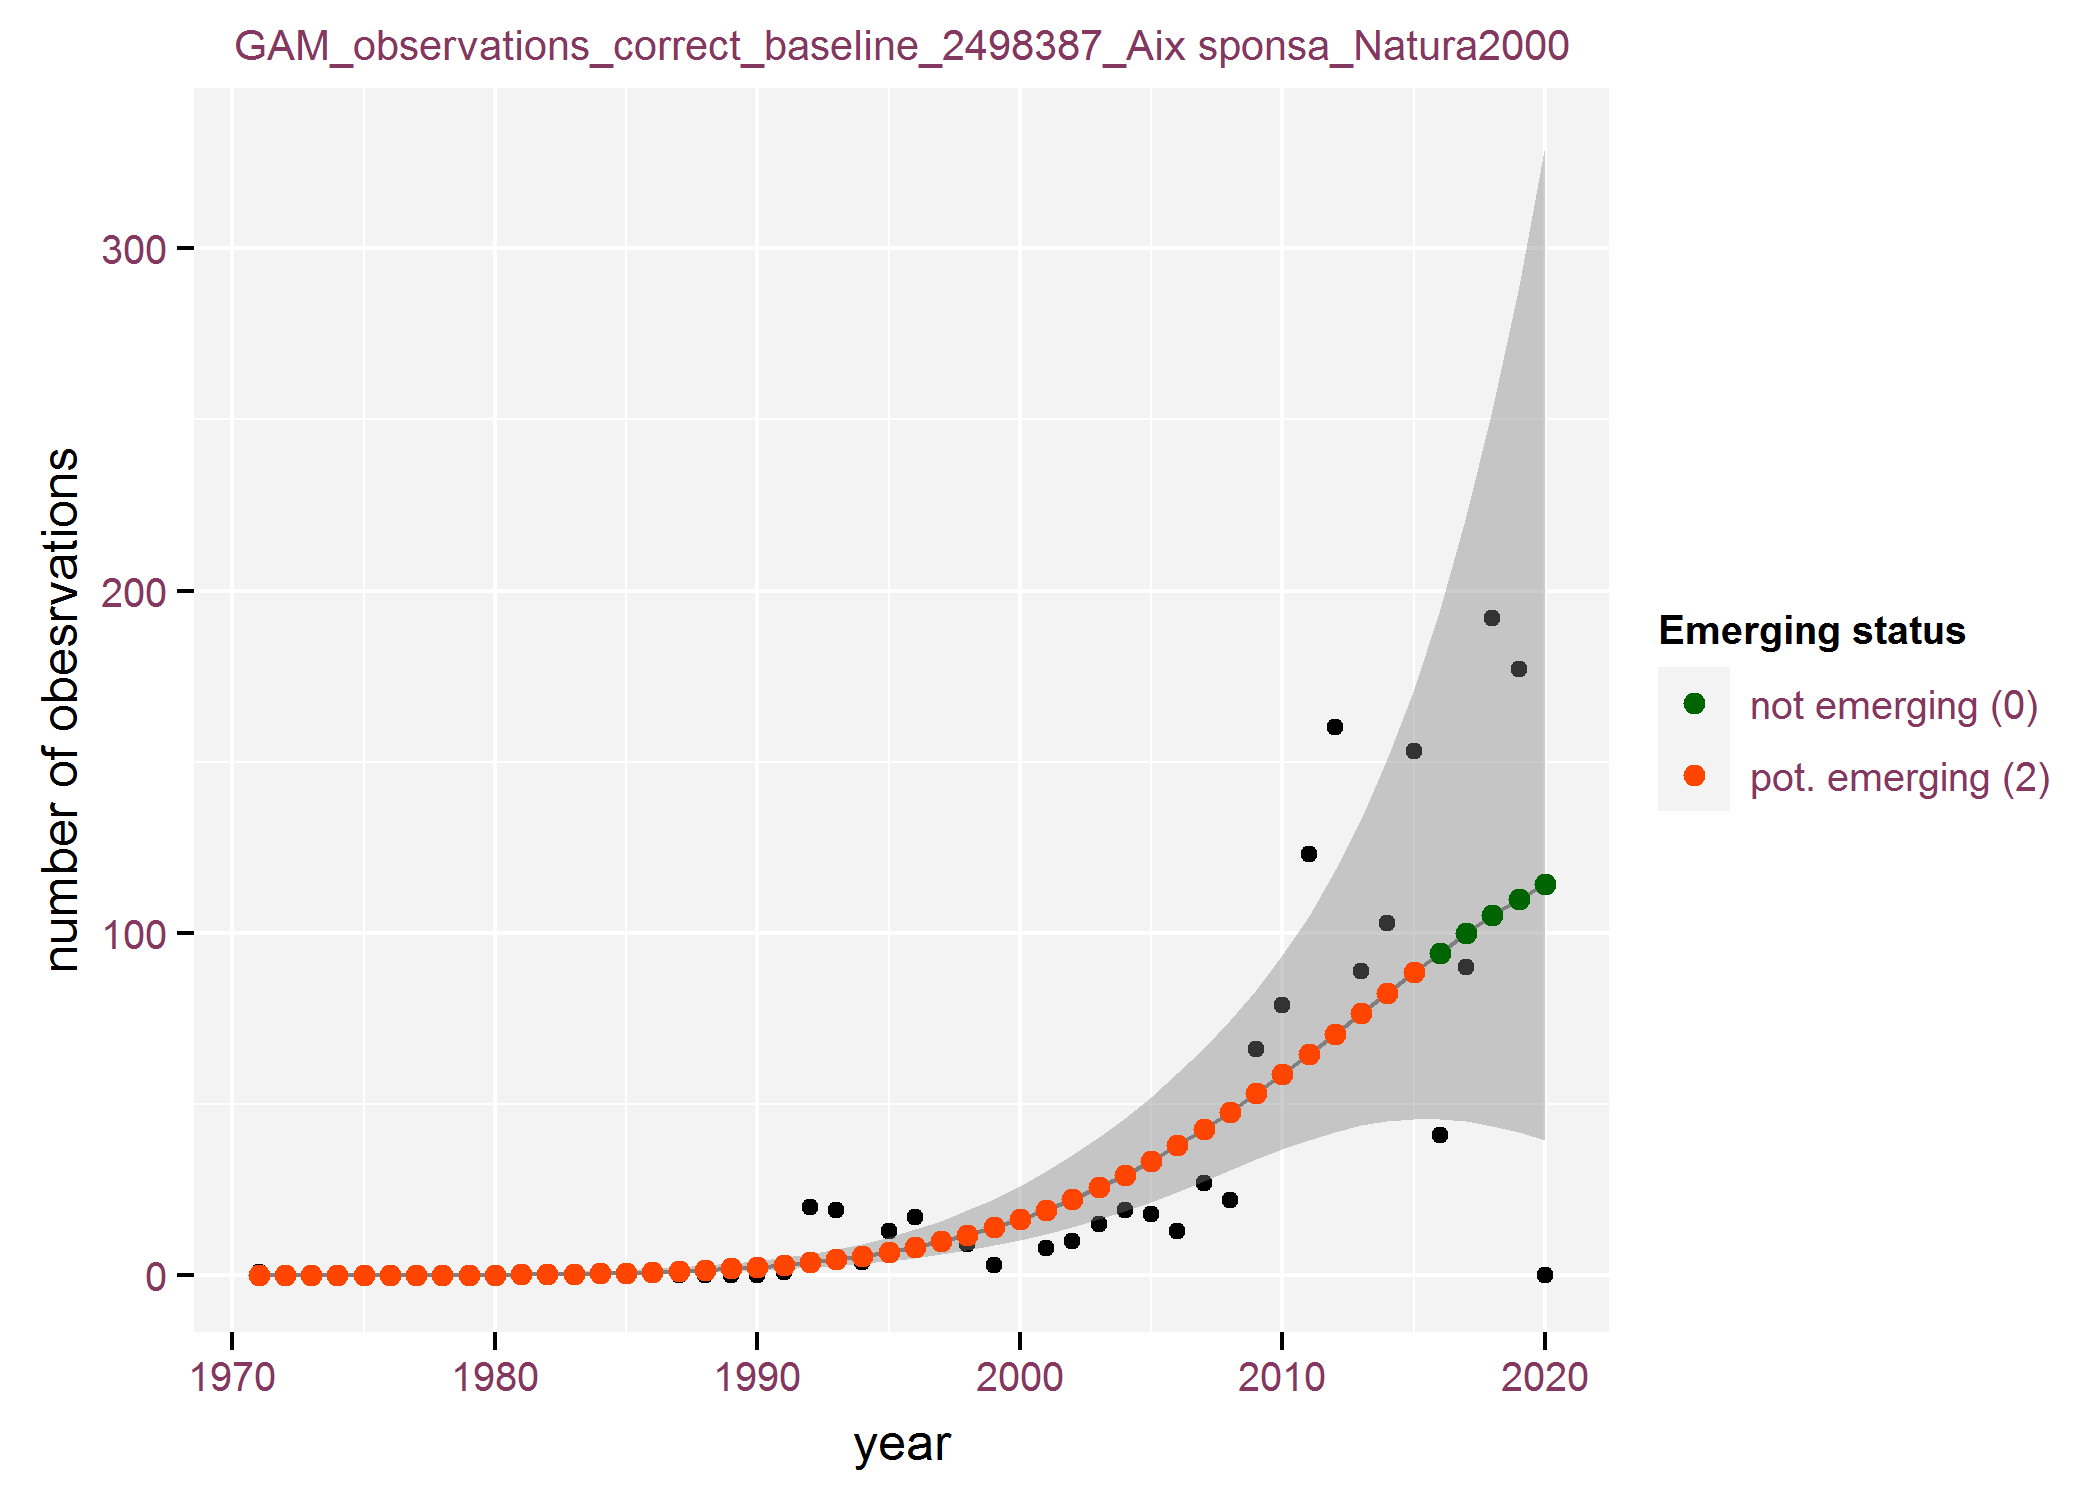 GAM_observations_correct_baseline_2498387_Aix sponsa_Natura2000
number of obesrvations
300
200
100
0
1970 1980 1990 2000 2010 2020
year
Emerging status
not emerging (0)
pot. emerging (2)